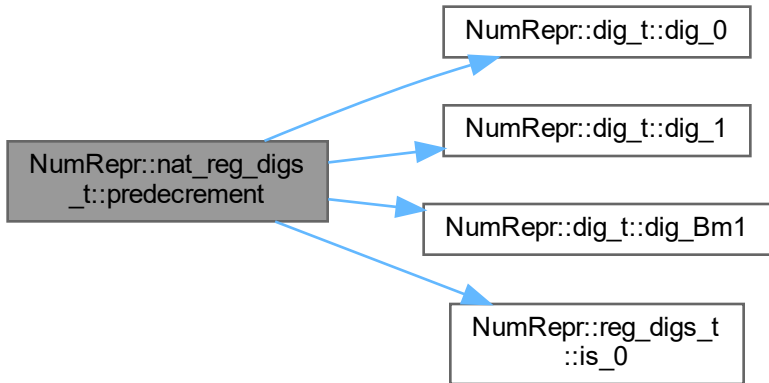 NumRepr::dig_t::dig_0
NumRepr::dig_t::dig_1
NumRepr::nat_reg_digs
_t::predecrement
NumRepr::dig_t::dig_Bm1
NumRepr::reg_digs_t
::is_0